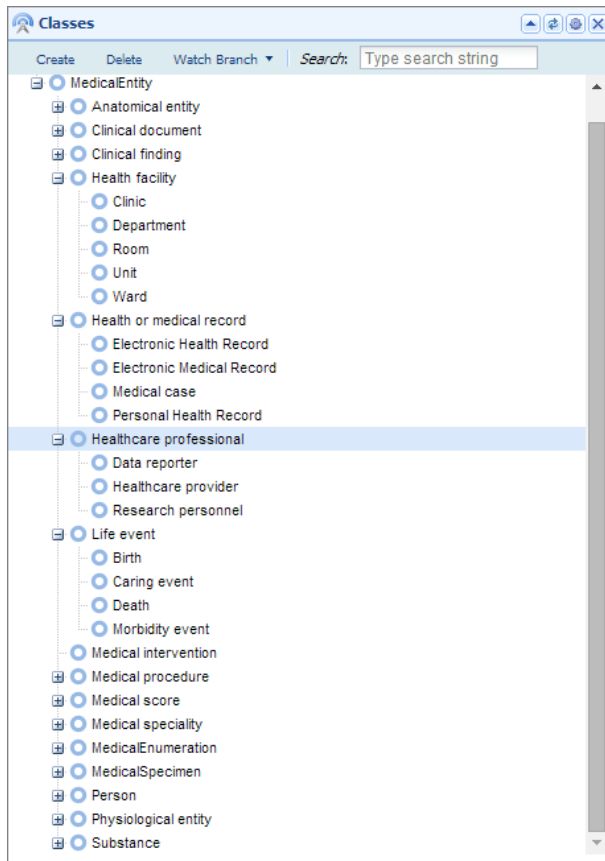 Classes
Create Delete Watch Branch Search: Type search string
MedicalEntity
Anatomical entity
Clinical document
Clinical finding
Health facility
Clinic
Department
Room
Unit
Ward
Health or medical record
Electronic Health Record
Electronic Medical Record
Medical case
Personal Health Record
Healthcare professional
Data reporter
Healthcare provider
Research personnel
Life event
Birth
Caring event
Death
Morbidity event
Medical intervention
Medical procedure
Medical score
Medical speciality
MedicalEnumeration
MedicalSpecimen
Person
Physiological entity
Substance